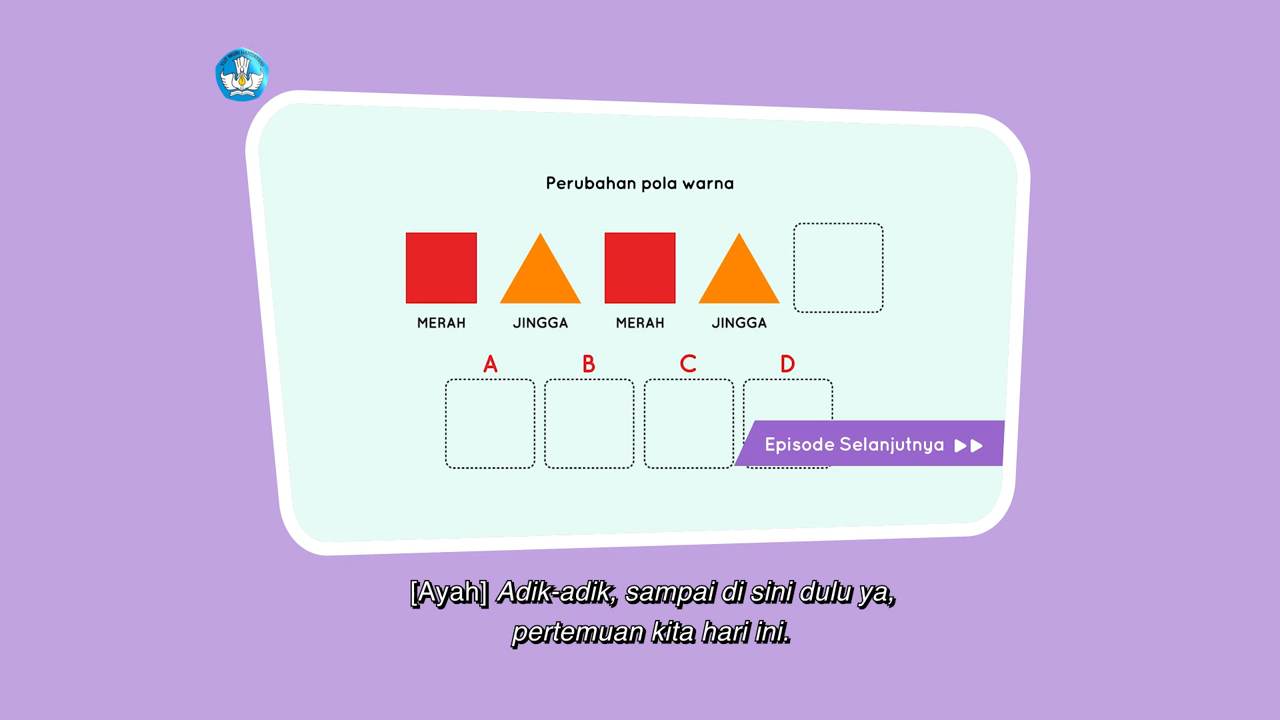 Perubahan pola warna
MERAH JINGGA MERAH JINGGA
A B C D
Episode Selanjutnya
[Ayah] Adik-adik, sampai di sini dulu ya,
pertemuan kita hari ini.